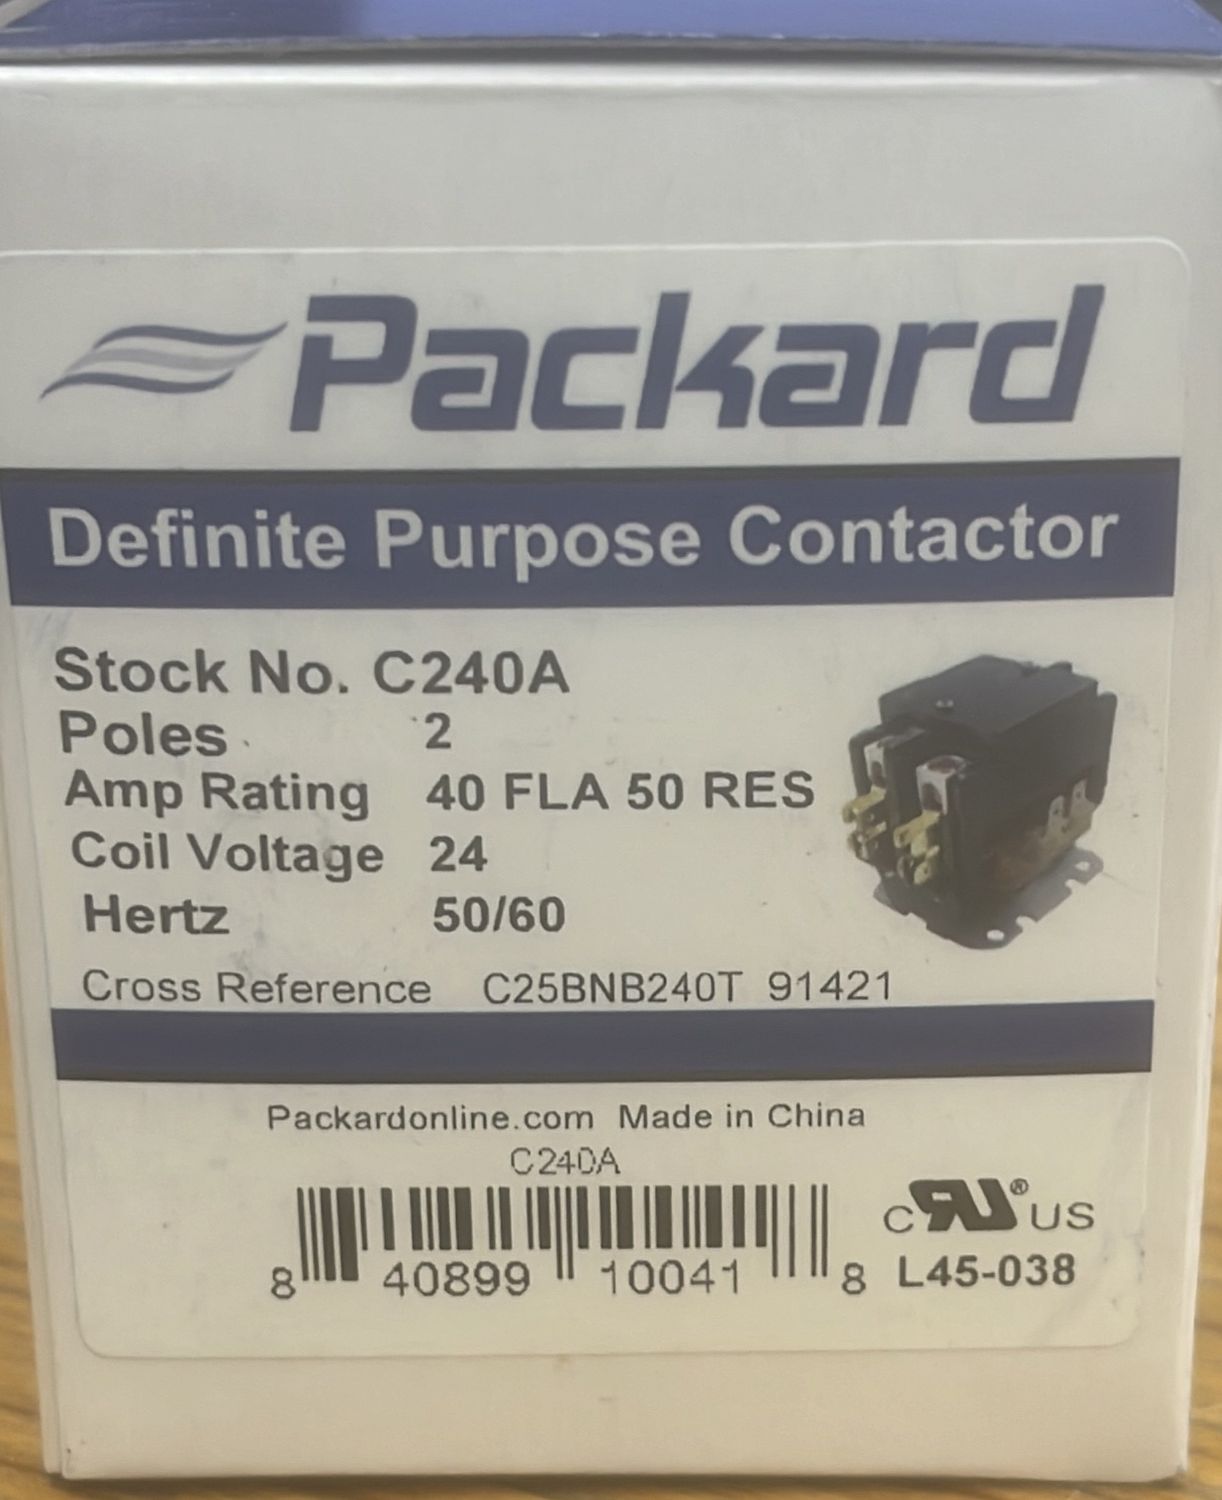 Packard
Definite Purpose Contactor
Stock No. C240A
Poles 2
Amp Rating 40 FLA 50 RES
Coil Voltage 24
Hertz 50/60
Cross Reference C25BNB240T 91421
Packardonline.com Made in China
C240A
8 40899 10041 8
C RU® US
L45-038